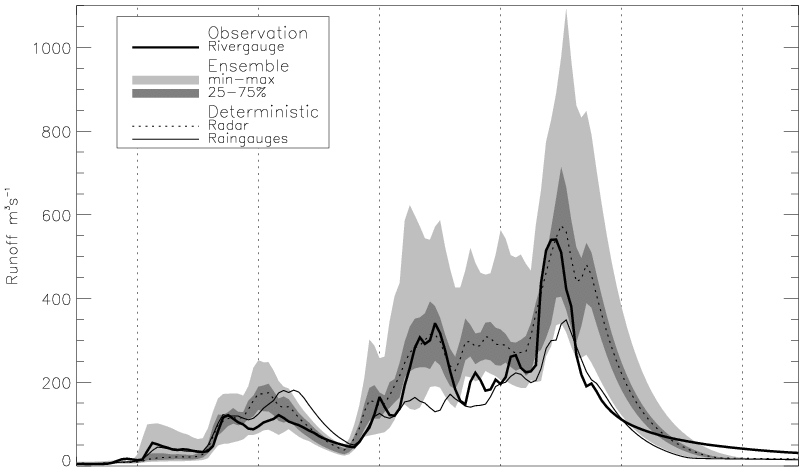 Observation
Rivergauge
Ensemble
min-max
25-75%
Deterministic
Radar
Raingauges
Runoff m³s⁻¹
1000
800
600
400
200
0